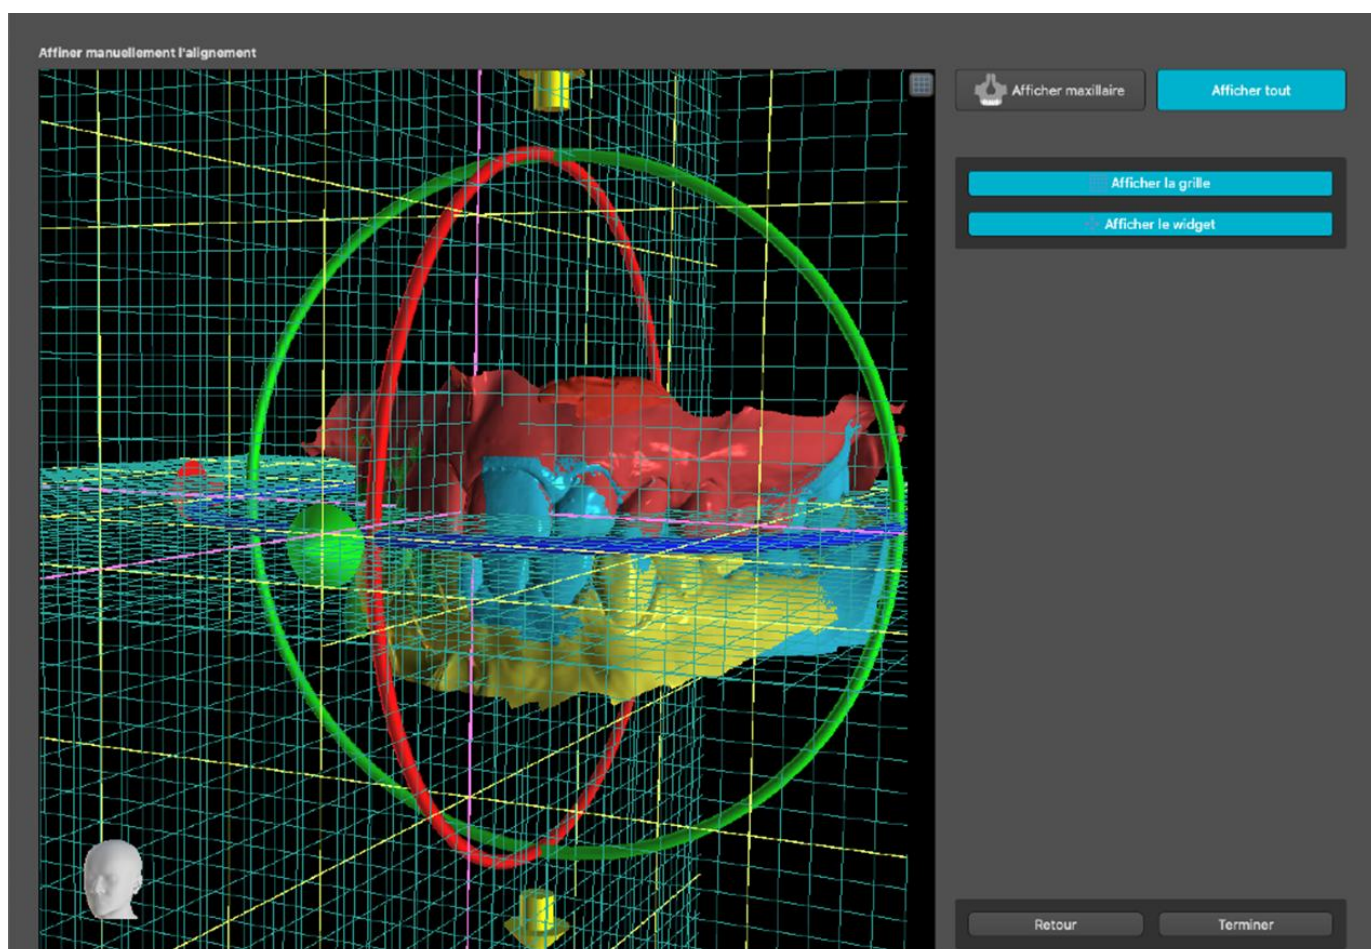 Affiner manuellement l'alignement
Afficher maxillaire
Afficher tout
Afficher la grille
Afficher le widget
Retour
Terminer